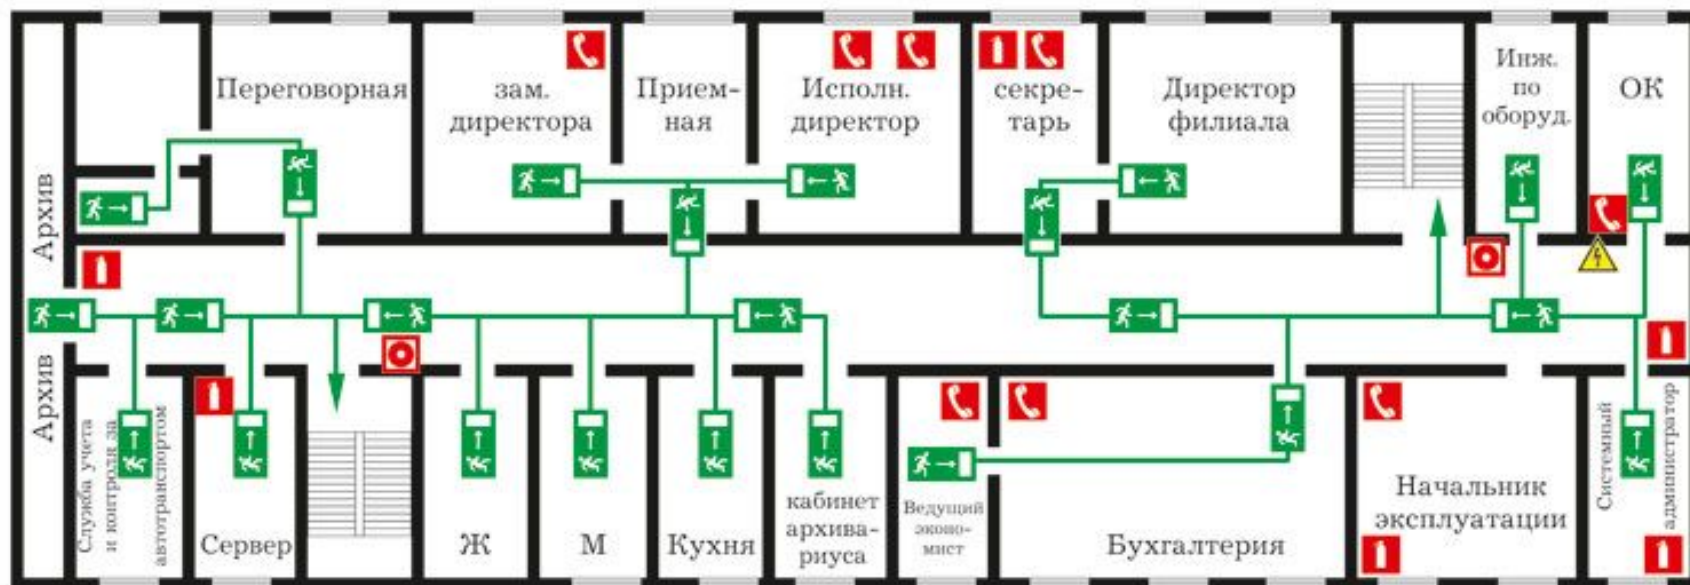 Переговорная
зам.
директора
Прием-
ная
Исполн.
директор
секре-
тарь
Директор
филиала
Инж.
по
оборуд.
ОК
Архив
Архив
Служба учета
и контроля за
автотранспортом
Сервер
Ж
М
Кухня
кабинет
архива-
риуса
Ведущий
эконо-
мист
Бухгалтерия
Начальник
эксплуатации
Системный
администратор